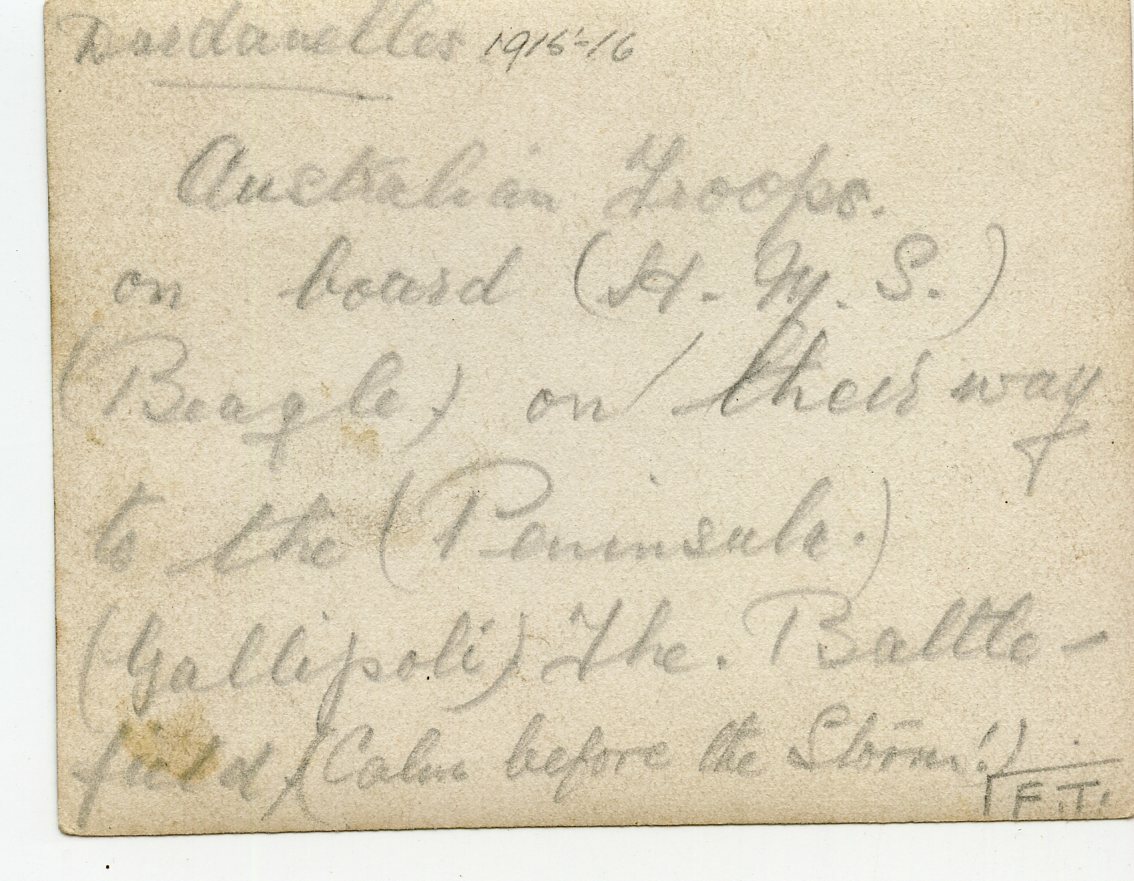 Dardanelles 1915-16
Australian Troops.
on board (H. M. S.)
(Beagle.) on their way
to the (Peninsula.)
(Gallipoli) The. Battle-
field, (Calm before the Storm!)
F.T.